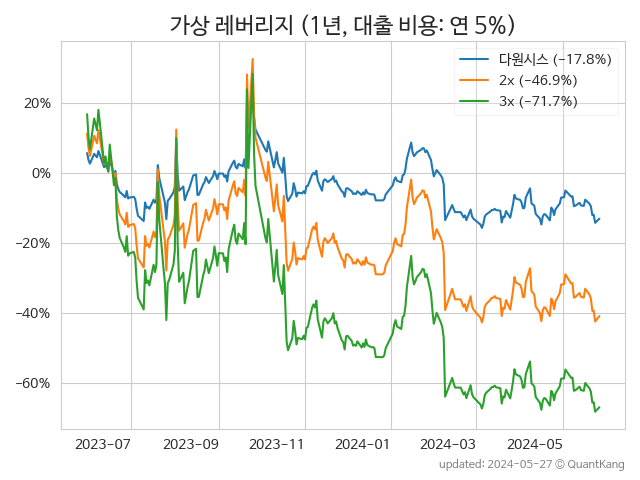 가상 레버리지 (1년, 대출 비용: 연 5%)
다원시스 (−17.8%)
2x (−46.9%)
3x (−71.7%)
20%
0%
−20%
−40%
−60%
2023-07 2023-09 2023-11 2024-01 2024-03 2024-05
updated: 2024-05-27 © QuantKang